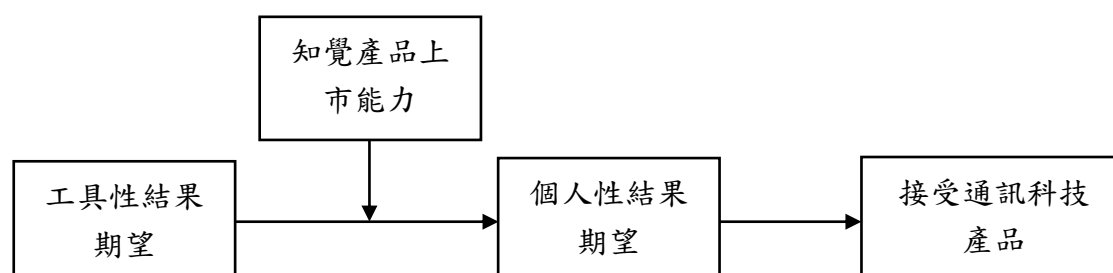 知覺產品上
市能力
工具性結果
期望
個人性結果
期望
接受通訊科技
產品